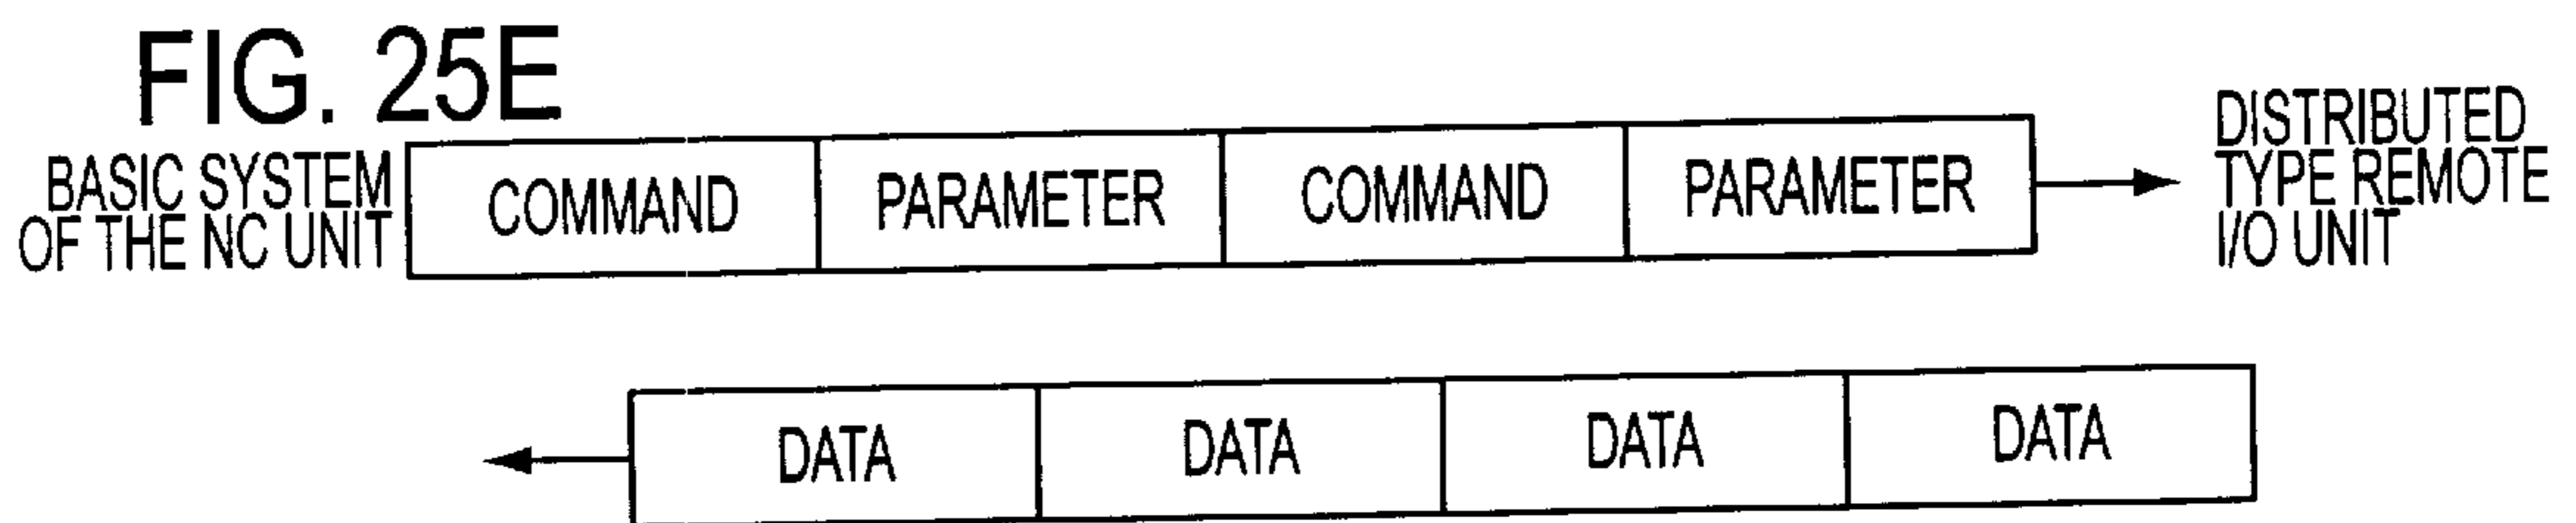 FIG. 25E
BASIC SYSTEM
OF THE NC UNIT
COMMAND
PARAMETER
COMMAND
PARAMETER
DISTRIBUTED
TYPE REMOTE
I/O UNIT
DATA
DATA
DATA
DATA